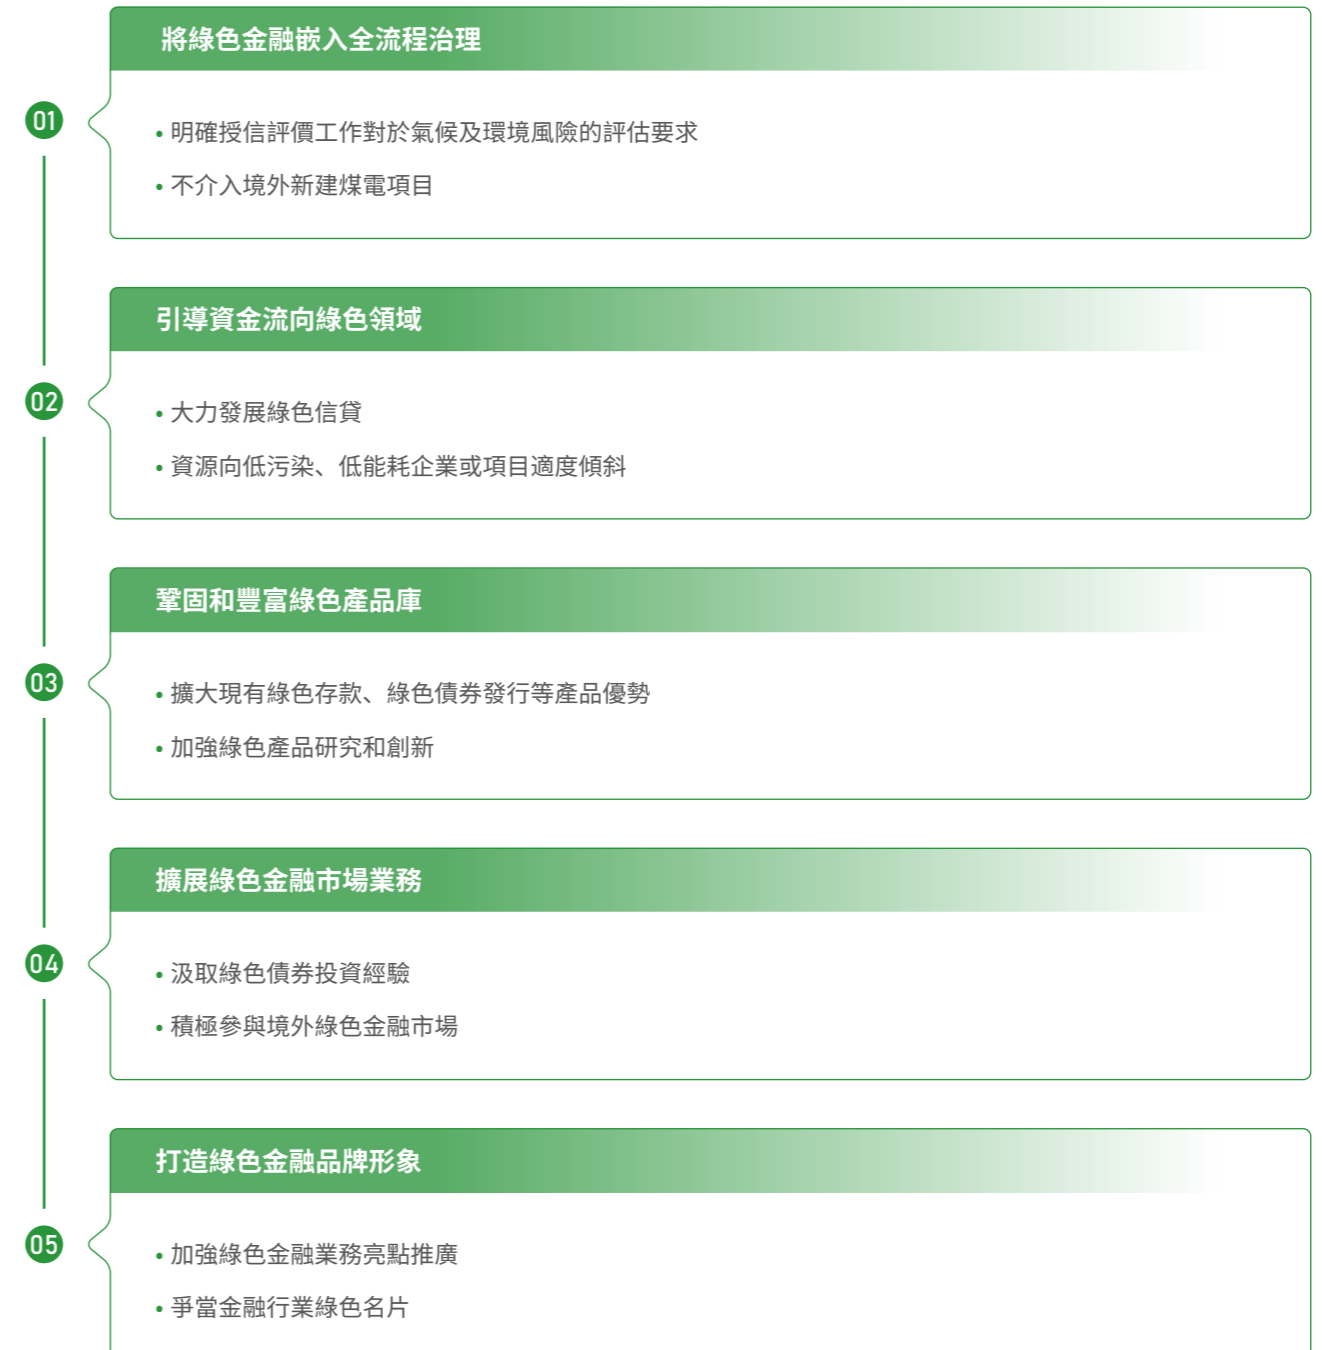 將綠色金融嵌入全流程治理
01
• 明確授信評價工作對於氣候及環境風險的評估要求
• 不介入境外新建煤電項目
引導資金流向綠色領域
02
• 大力發展綠色信貸
• 資源向低污染、低能耗企業或項目適度傾斜
鞏固和豐富綠色產品庫
03
• 擴大現有綠色存款、綠色債券發行等產品優勢
• 加強綠色產品研究和創新
擴展綠色金融市場業務
04
• 汲取綠色債券投資經驗
• 積極參與境外綠色金融市場
打造綠色金融品牌形象
05
• 加強綠色金融業務亮點推廣
• 爭當金融行業綠色名片